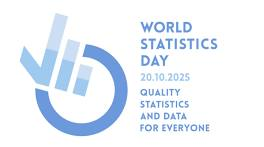 WORLD
STATISTICS
DAY
20.10.2025
QUALITY
STATISTICS
AND DATA
FOR EVERYONE